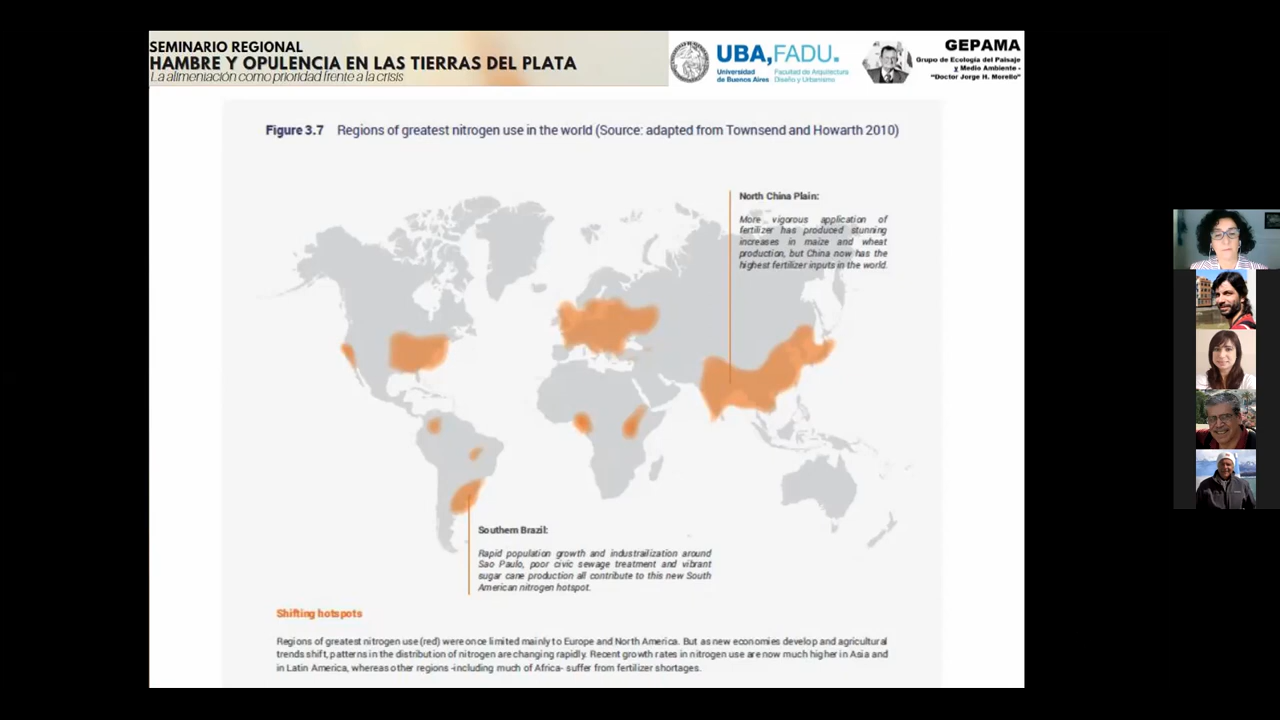 SEMINARIO REGIONAL
HAMBRE Y OPULENCIA EN LAS TIERRAS DEL PLATA
La alimentación como prioridad frente a la crisis
UBA,FADU.
Universidad de Buenos Aires
Facultad de Arquitectura Diseño y Urbanismo
GEPAMA
Grupo de Ecología del Paisaje
y Medio Ambiente -
"Doctor Jorge H. Morello"
Figure 3.7 Regions of greatest nitrogen use in the world (Source: adapted from Townsend and Howarth 2010)
North China Plain:
More vigorous application of
fertilizer has produced stunning
increases in maize and wheat
production, but China now has the
highest fertilizer inputs in the world.
Southern Brazil:
Rapid population growth and industrailization around
Sao Paulo, poor civic sewage treatment and vibrant
sugar cane production all contribute to this new South
American nitrogen hotspot.
Shifting hotspots
Regions of greatest nitrogen use (red) were once limited mainly to Europe and North America. But as new economies develop and agricultural
trends shift, patterns in the distribution of nitrogen are changing rapidly. Recent growth rates in nitrogen use are now much higher in Asia and
in Latin America, whereas other regions -including much of Africa- suffer from fertilizer shortages.